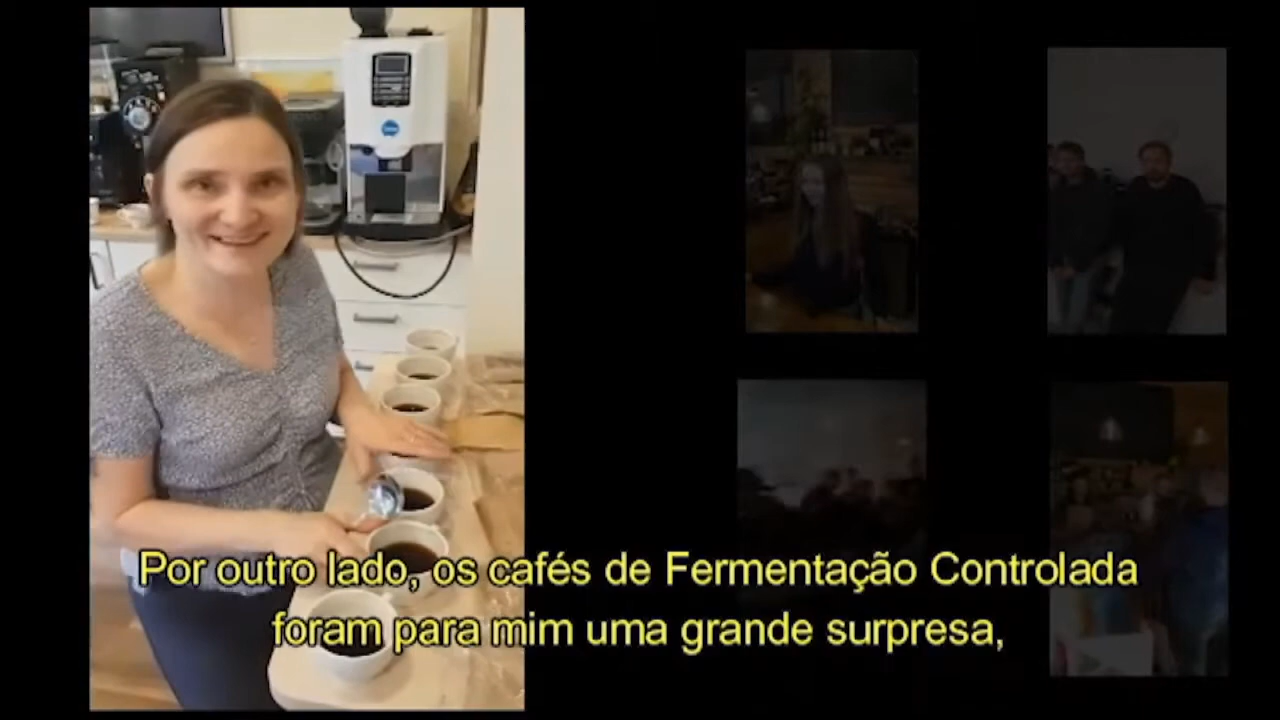 Por outro lado, os cafés de Fermentação Controlada
foram para mim uma grande surpresa,